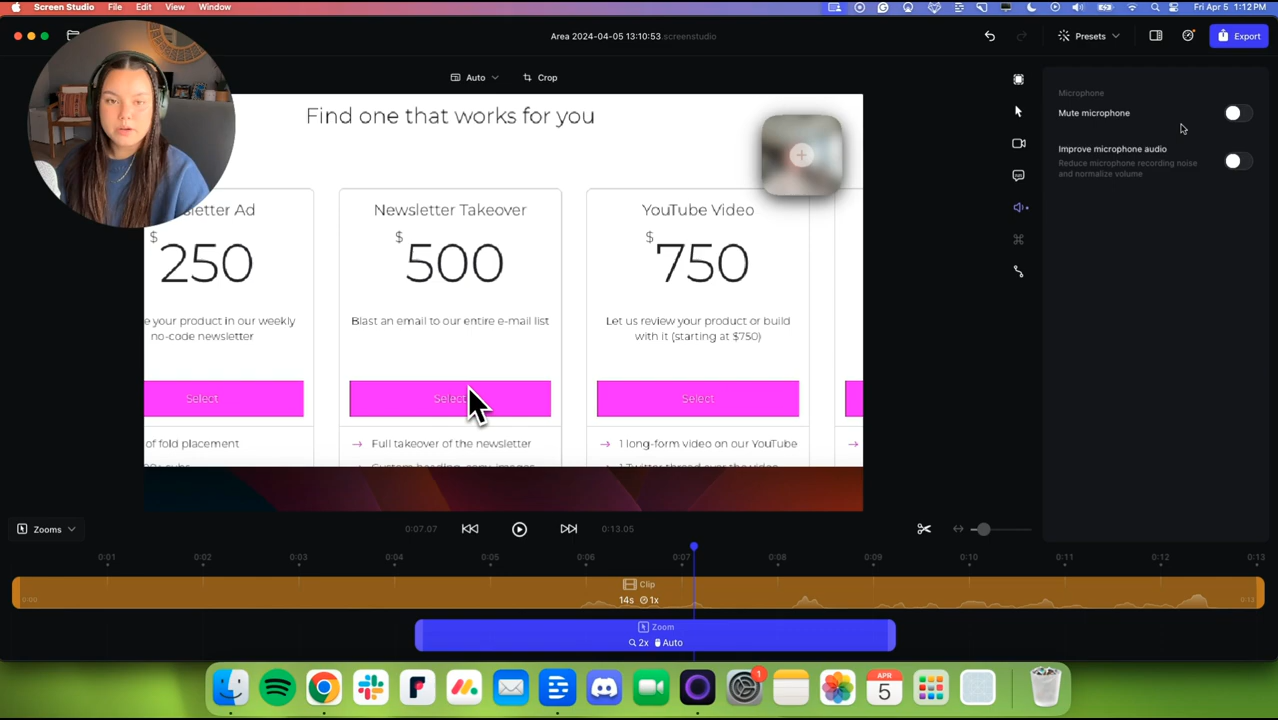 Screen Studio File Edit View Window Fri Apr 5 1:12 PM
Area 2024-04-05 13:10:53.screenstudio
Presets
Export
Auto Crop
Find one that works for you
Microphone
Mute microphone
Improve microphone audio
Reduce microphone recording noise
and normalize volume
sletter Ad
$250
e your product in our weekly
no-code newsletter
Select
of fold placement
Newsletter Takeover
$500
Blast an email to our entire e-mail list
Select
→ Full takeover of the newsletter
YouTube Video
$750
Let us review your product or build
with it (starting at $750)
Select
→ 1 long-form video on our YouTube
→
Zooms
0:07.07
0:13.05
0:01 0:02 0:03 0:04 0:05 0:06 0:07 0:08 0:09 0:10 0:11 0:12 0:13
Clip
0:00 14s 1x
Zoom
2x Auto
1
APR
5